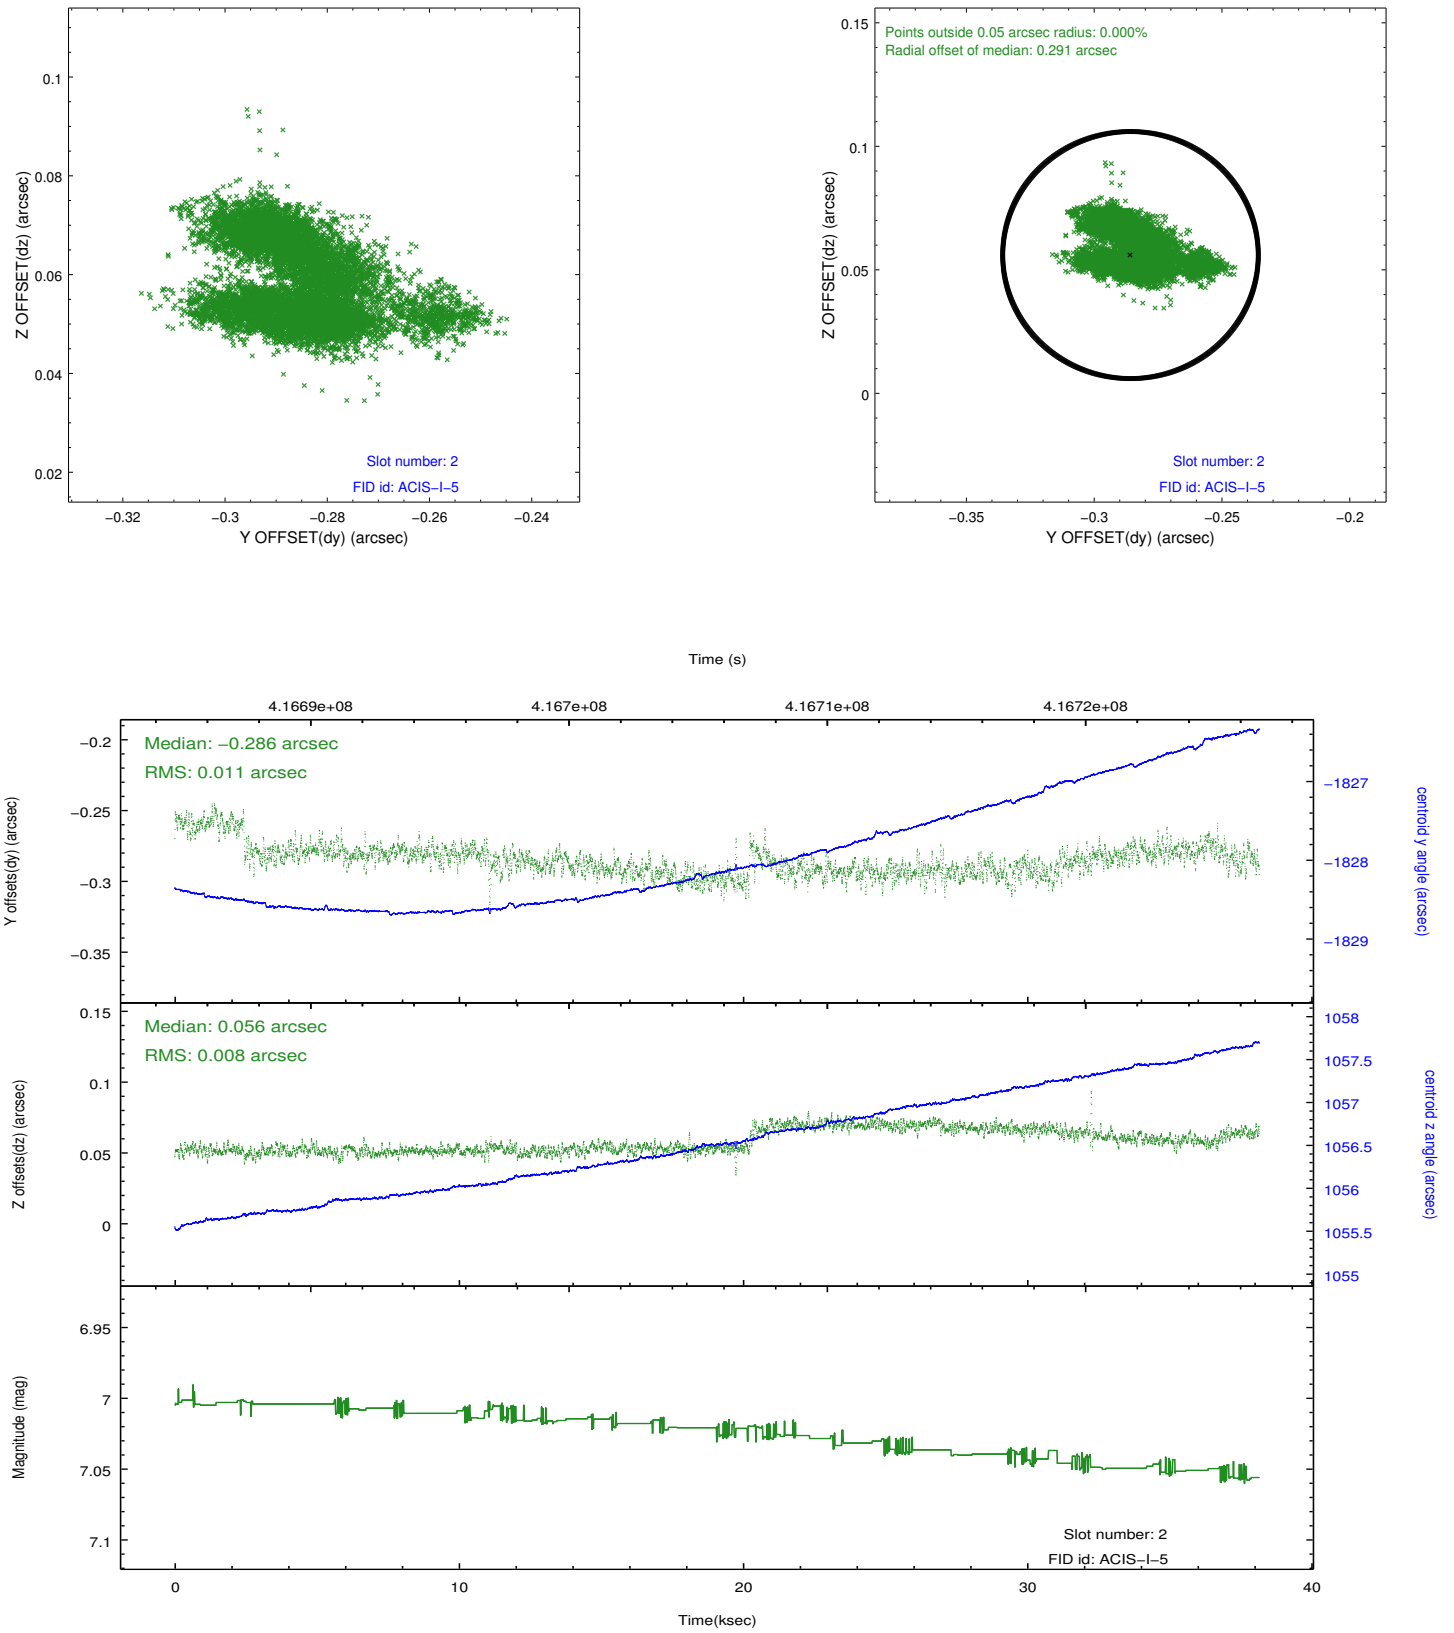 0.1
0.08
0.06
0.04
0.02
Z OFFSET(dz) (arcsec)
Slot number: 2
FID id: ACIS−I−5
−0.32
−0.3
−0.28
−0.26
−0.24
Y OFFSET(dy) (arcsec)
0.15
0.1
0.05
0
Z OFFSET(dz) (arcsec)
Points outside 0.05 arcsec radius: 0.000%
Radial offset of median: 0.291 arcsec
Slot number: 2
FID id: ACIS−I−5
−0.35
−0.3
−0.25
−0.2
Y OFFSET(dy) (arcsec)
Time (s)
4.1669e+08
4.167e+08
4.1671e+08
4.1672e+08
−0.2
−0.25
−0.3
−0.35
Y offsets(dy) (arcsec)
Median: −0.286 arcsec
RMS: 0.011 arcsec
−1827
−1828
−1829
centroid y angle (arcsec)
0.15
0.1
0.05
0
Z offsets(dz) (arcsec)
Median: 0.056 arcsec
RMS: 0.008 arcsec
1058
1057.5
1057
1056.5
1056
1055.5
1055
centroid z angle (arcsec)
6.95
7
7.05
7.1
Magnitude (mag)
Slot number: 2
FID id: ACIS−I−5
0
10
20
30
40
Time(ksec)